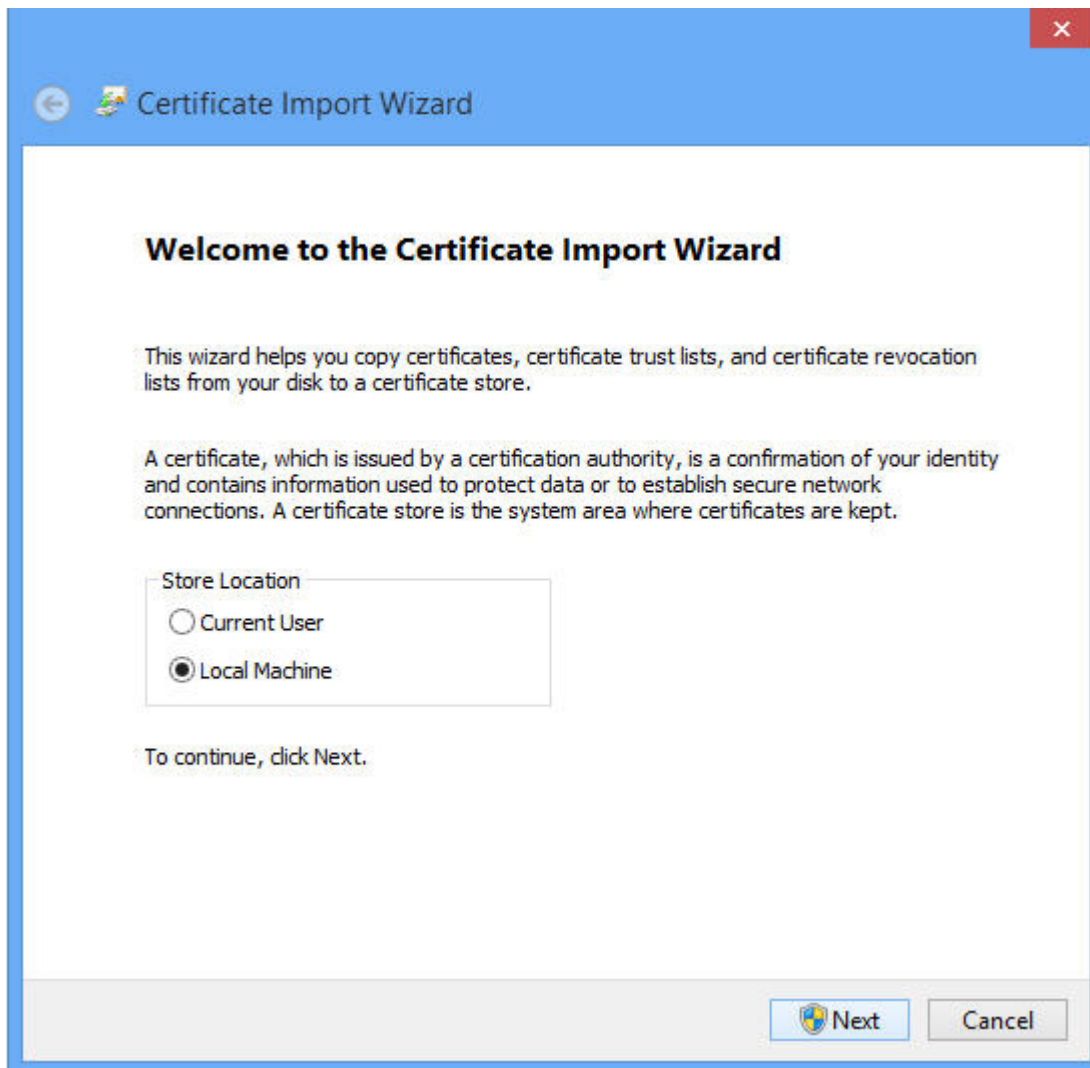 Certificate Import Wizard
Welcome to the Certificate Import Wizard
This wizard helps you copy certificates, certificate trust lists, and certificate revocation
lists from your disk to a certificate store.
A certificate, which is issued by a certification authority, is a confirmation of your identity
and contains information used to protect data or to establish secure network
connections. A certificate store is the system area where certificates are kept.
Store Location
Current User
Local Machine
To continue, click Next.
Next
Cancel